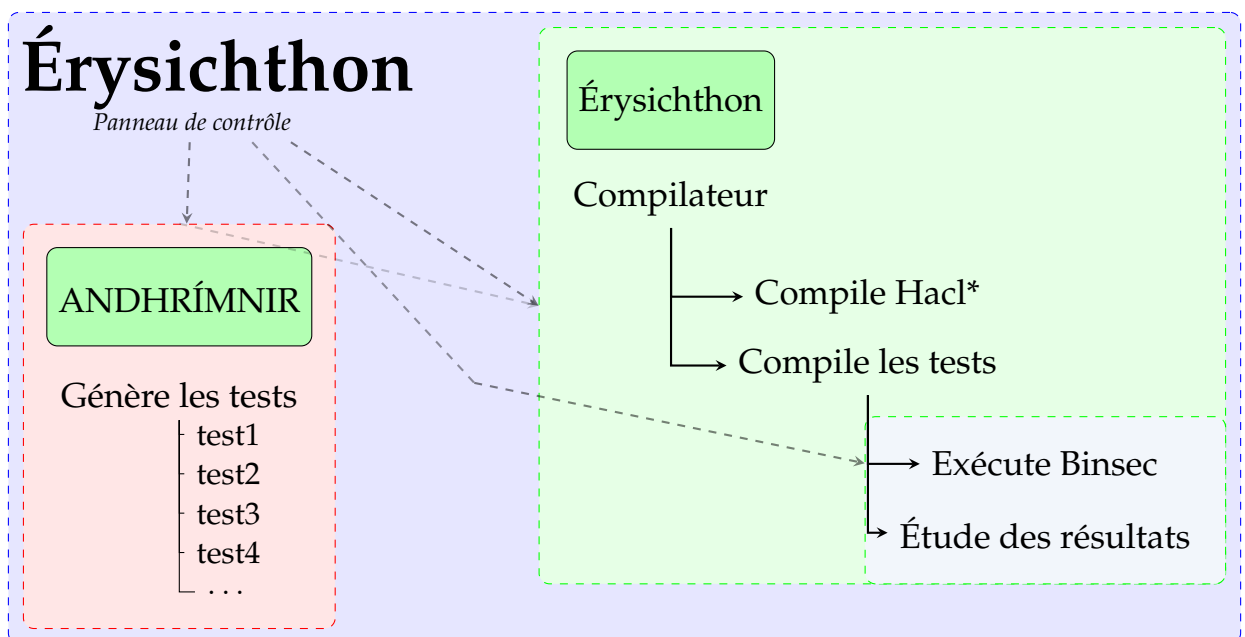 Érysichthon
Panneau de contrôle
ANDHRÍMNIR
Génère les tests
test1
test2
test3
test4
. . .
Érysichthon
Compilateur
Compile Hacl*
Compile les tests
Exécute Binsec
Étude des résultats